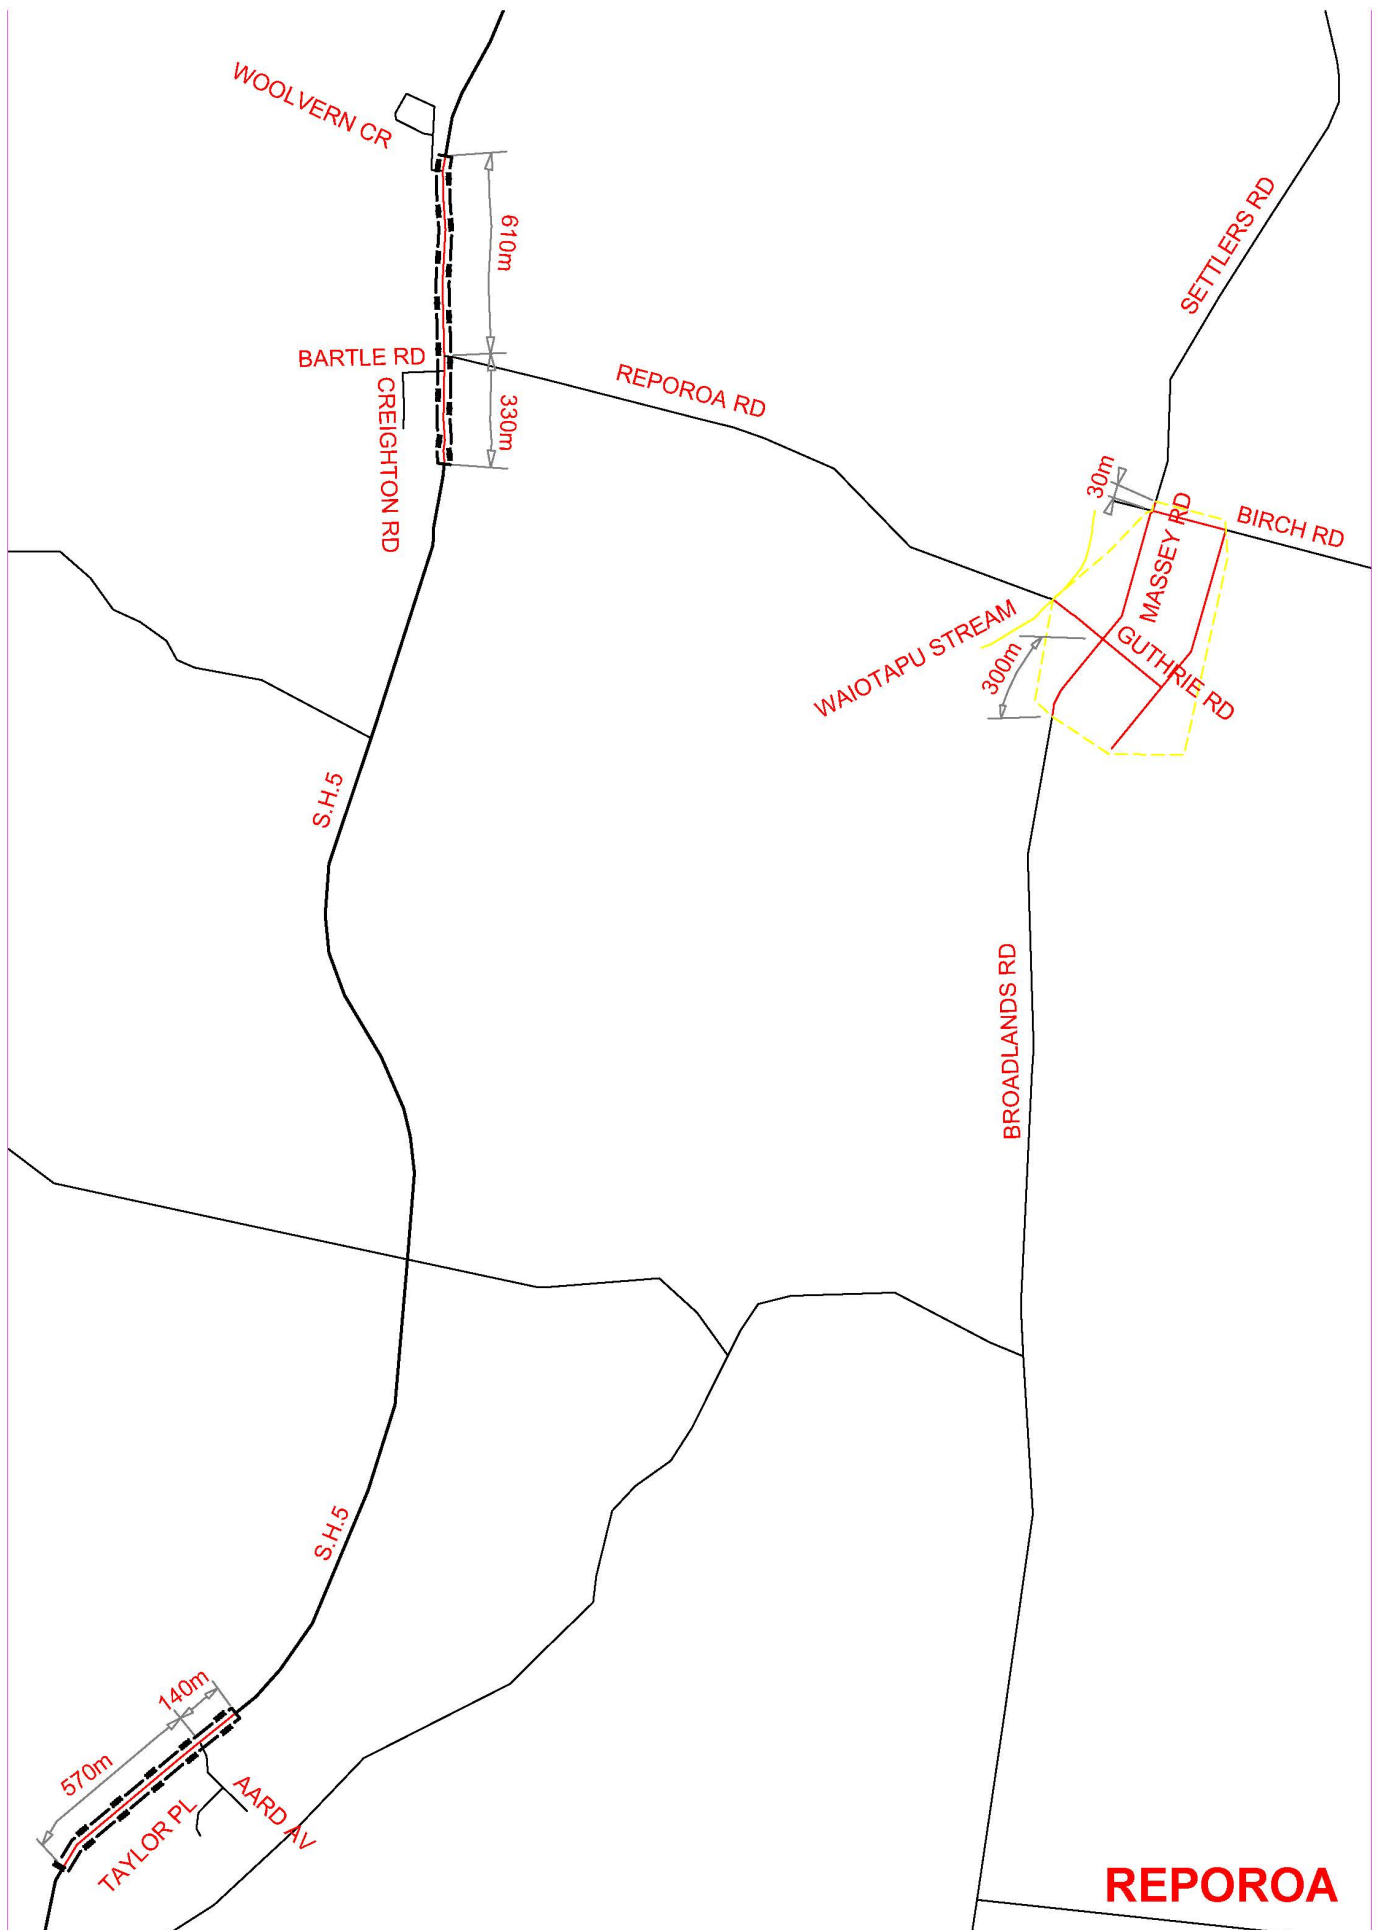 WOOLVERN CR
610m
SETTLERS RD
BARTLE RD
REPOROA RD
CREIGHTON RD
330m
30m
BIRCH RD
MASSEY RD
WAIOTAPU STREAM
GUTHRIE RD
300m
S.H.5
BROADLANDS RD
S.H.5
140m
570m
TAYLOR PL
AARD AV
REPOROA